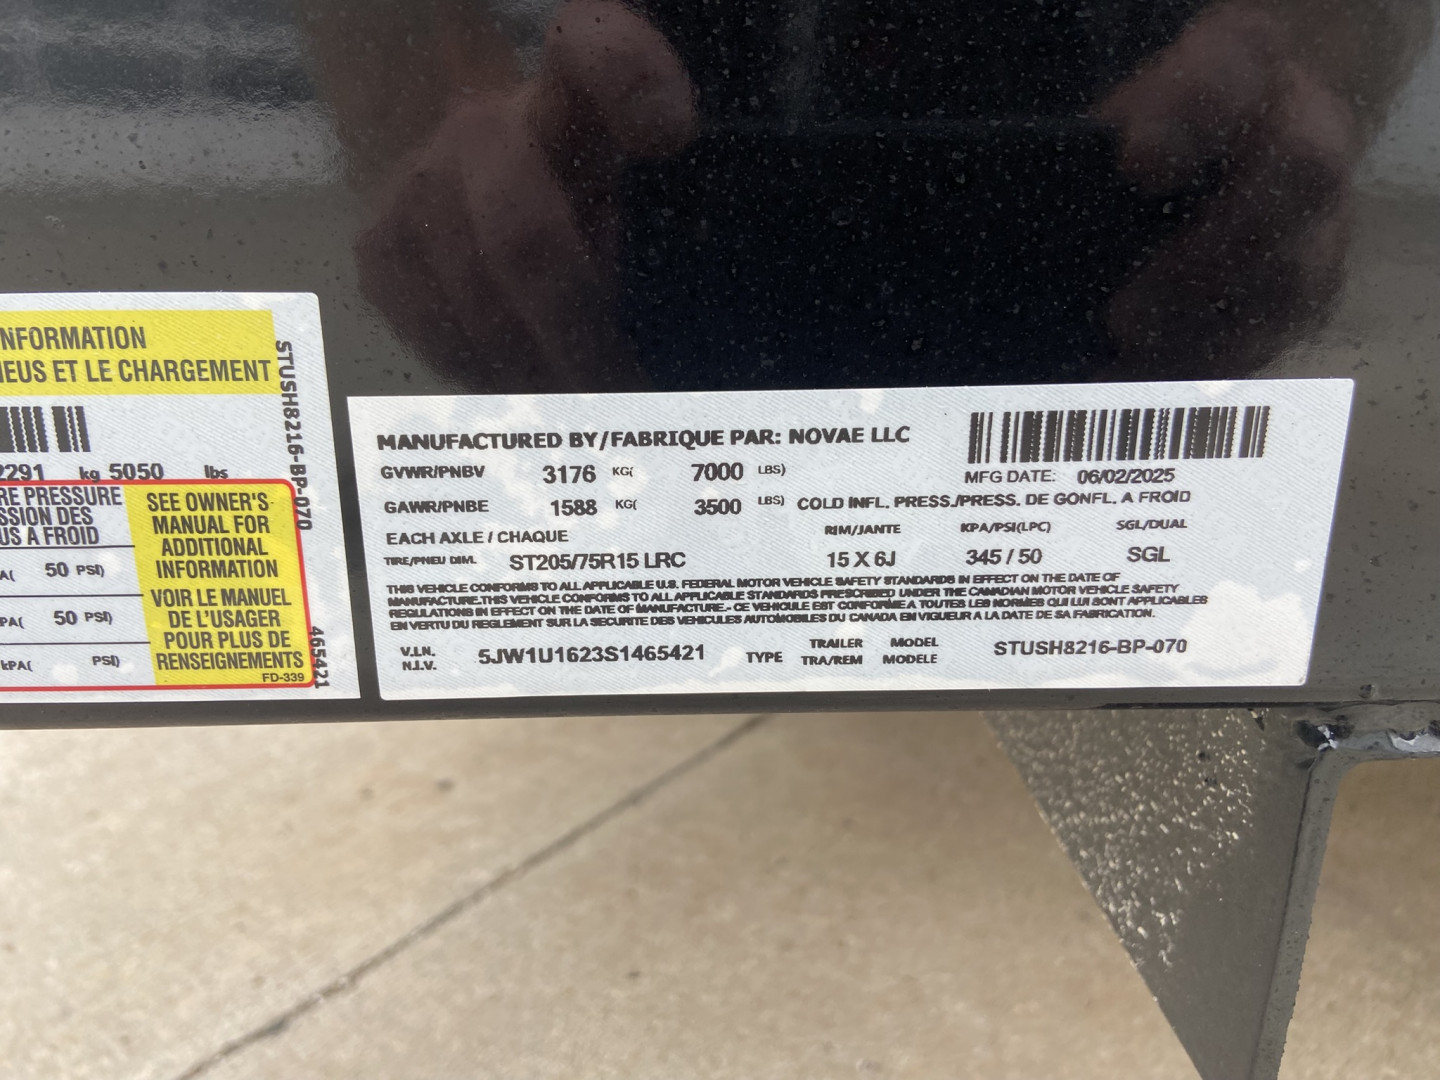 NFORMATION
IEUS ET LE CHARGEMENT
STUSH8216-BP-070
2291 kg 5050 lbs
RE PRESSURE
SSION DES
US A FROID
A( 50 PSI)
PA( 50 PSI)
kPA( PSI)
SEE OWNER'S
MANUAL FOR
ADDITIONAL
INFORMATION
VOIR LE MANUEL
DE L'USAGER
POUR PLUS DE
RENSEIGNEMENTS
FD-339
465421
MANUFACTURED BY/FABRIQUE PAR: NOVAE LLC
GVWR/PNBV 3176 KG( 7000 LBS)
MFG DATE: 06/02/2025
GAWR/PNBE 1588 KG( 3500 LBS) COLD INFL. PRESS./PRESS. DE GONFL. A FROID
EACH AXLE / CHAQUE RIM/JANTE KPA/PSI(LPC) SGL/DUAL
TIRE/PNEU DIM. ST205/75R15 LRC 15 X 6J 345 / 50 SGL
THIS VEHICLE CONFORMS TO ALL APPLICABLE U.S. FEDERAL MOTOR VEHICLE SAFETY STANDARDS IN EFFECT ON THE DATE OF
MANUFACTURE.THIS VEHICLE CONFORMS TO ALL APPLICABLE STANDARDS PRESCRIBED UNDER THE CANADIAN MOTOR VEHICLE SAFETY
REGULATIONS IN EFFECT ON THE DATE OF MANUFACTURE.- CE VEHICULE EST CONFORME A TOUTES LES NORMES QUI LUI SONT APPLICABLES
EN VERTU DU REGLEMENT SUR LA SECURITE DES VEHICULES AUTOMOBILES DU CANADA EN VIGUEUR A LA DATE DE SA FABRICATION.
V.I.N. 5JW1U1623S1465421 TYPE TRAILER MODEL STUSH8216-BP-070
N.I.V. TRA/REM MODELE